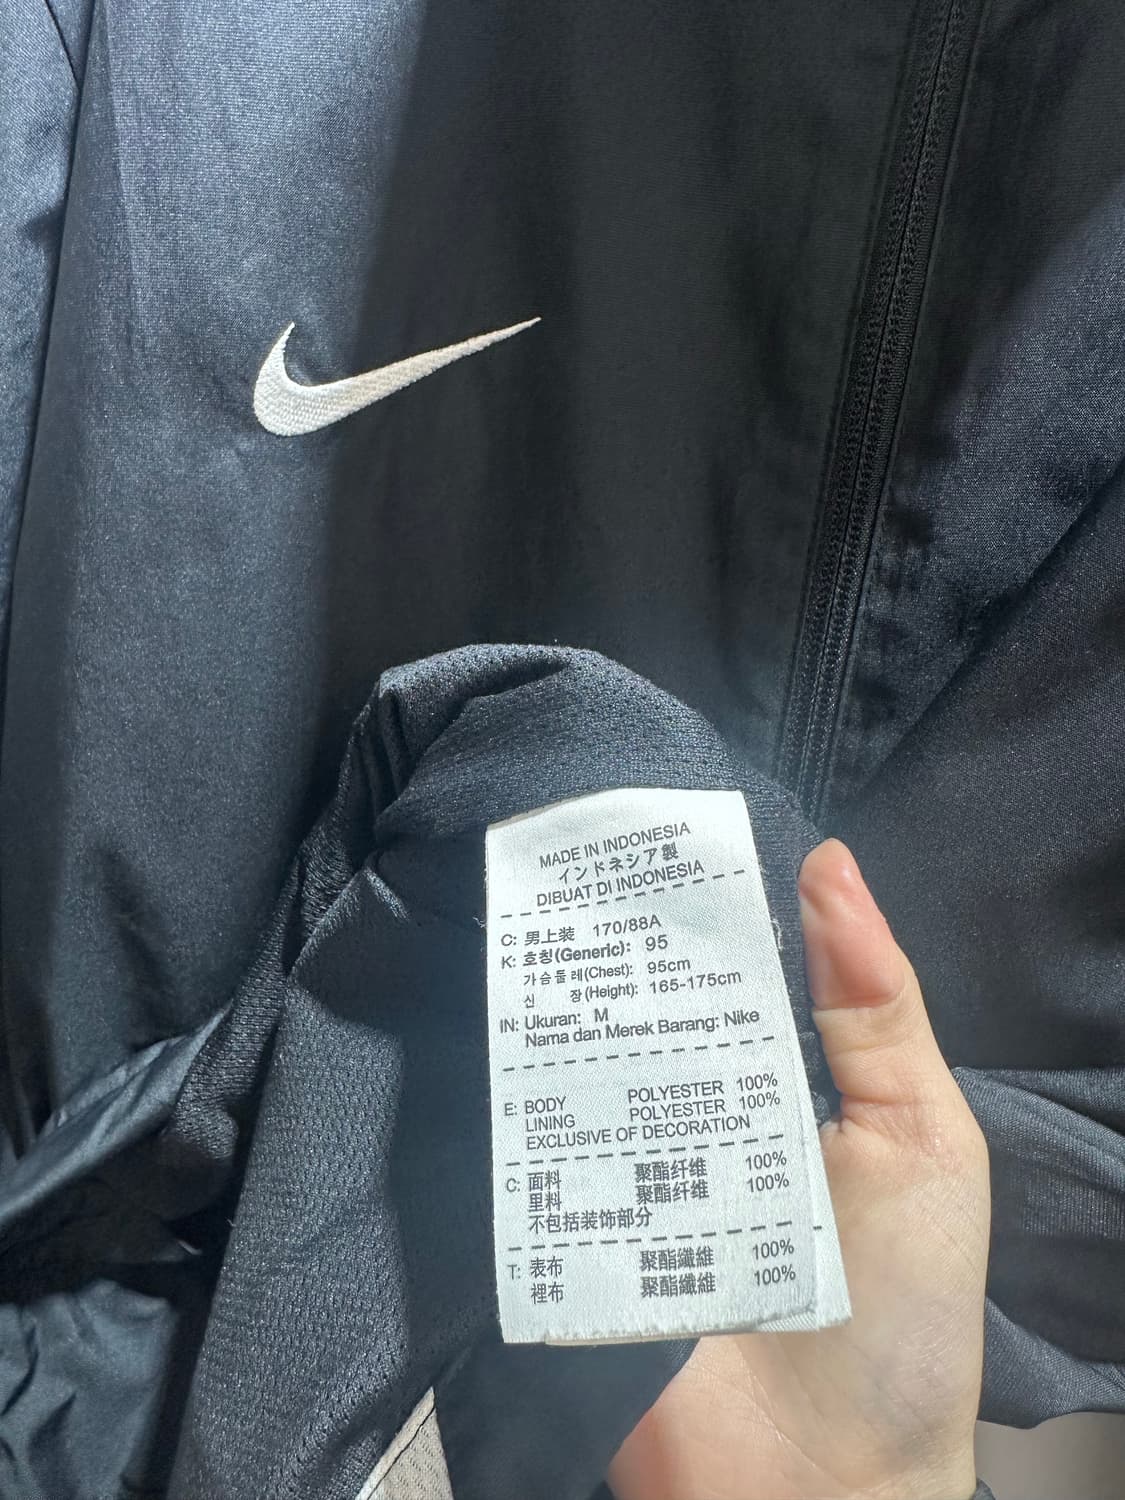 MADE IN INDONESIA
インドネシア製
DIBUAT DI INDONESIA
C: 男上装 170/88A
K: 호칭(Generic): 95
가슴둘레(Chest): 95cm
신 장(Height): 165-175cm
IN: Ukuran: M
Nama dan Merek Barang: Nike
E: BODY POLYESTER 100%
LINING POLYESTER 100%
EXCLUSIVE OF DECORATION
C: 面料 聚酯纤维 100%
里料 聚酯纤维 100%
不包括装饰部分
T: 表布 聚酯纖維 100%
裡布 聚酯纖維 100%